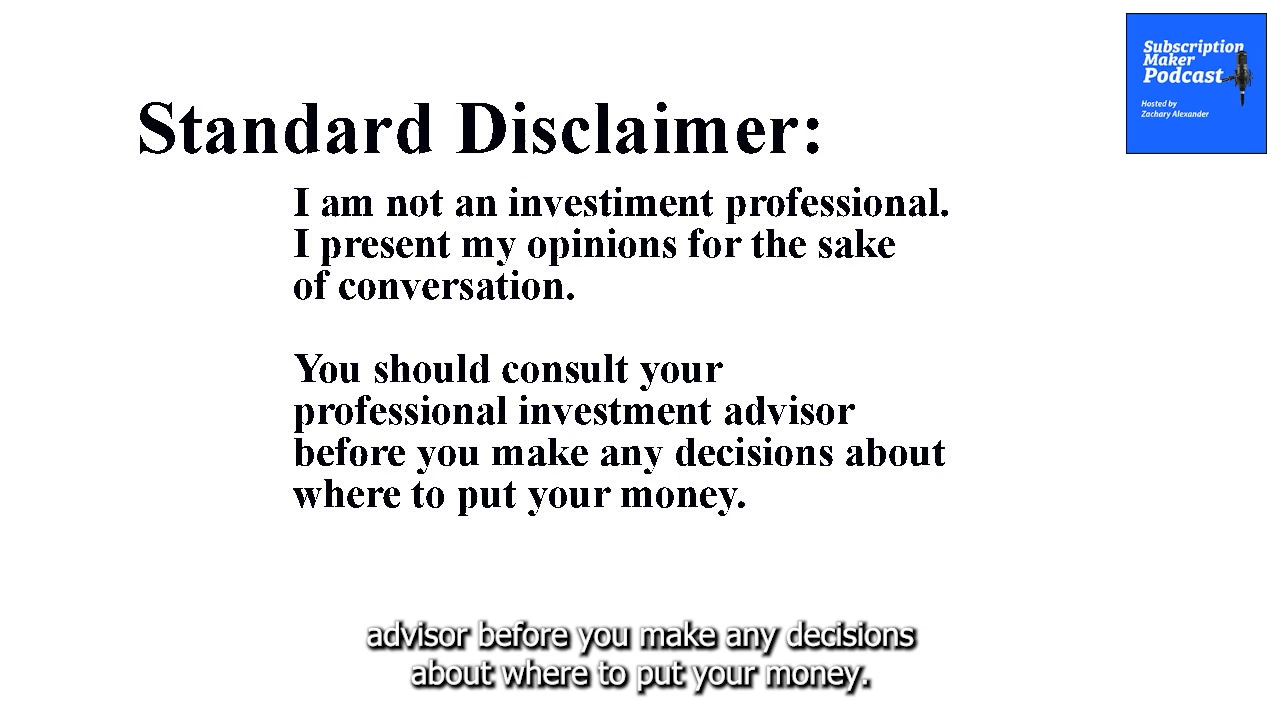 Subscription
Maker
Podcast
Hosted by
Zachary Alexander
Standard Disclaimer:
I am not an investiment professional.
I present my opinions for the sake
of conversation.
You should consult your
professional investment advisor
before you make any decisions about
where to put your money.
advisor before you make any decisions
about where to put your money.